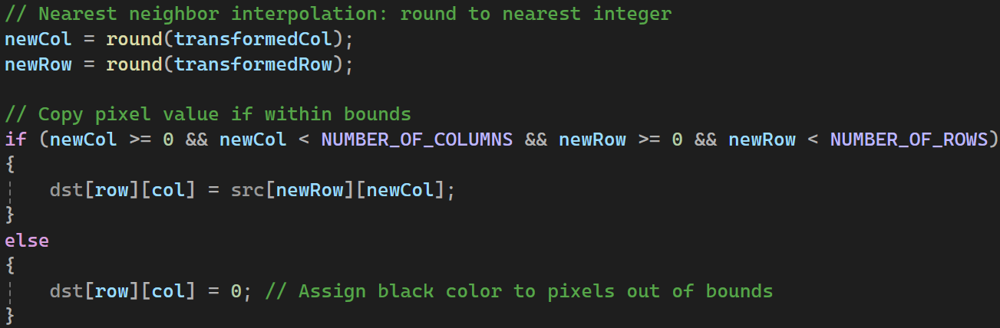 // Nearest neighbor interpolation: round to nearest integer
newCol = round(transformedCol);
newRow = round(transformedRow);
// Copy pixel value if within bounds
if (newCol >= 0 && newCol < NUMBER_OF_COLUMNS && newRow >= 0 && newRow < NUMBER_OF_ROWS)
{
    dst[row][col] = src[newRow][newCol];
}
else
{
    dst[row][col] = 0; // Assign black color to pixels out of bounds
}